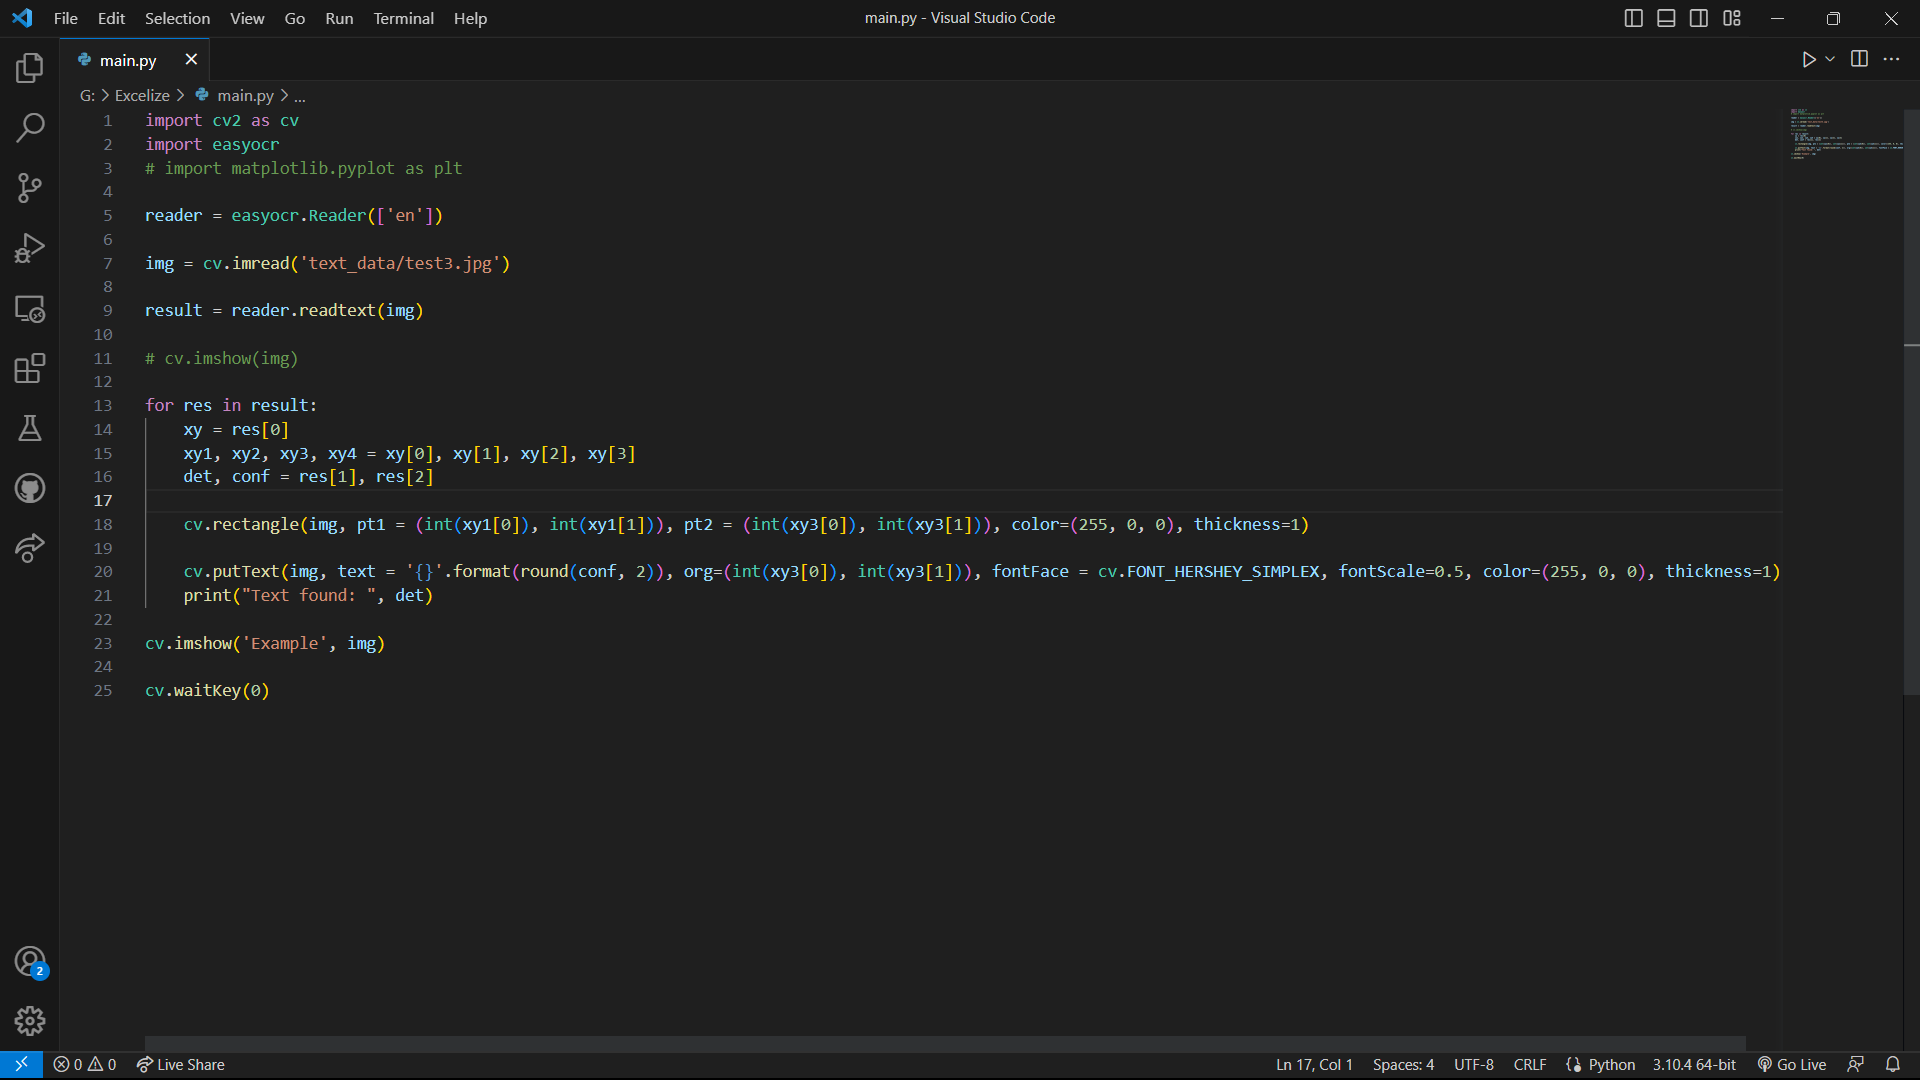 File Edit Selection View Go Run Terminal Help main.py - Visual Studio Code
main.py
G: > Excelize > main.py > ...
1 import cv2 as cv
2 import easyocr
3 # import matplotlib.pyplot as plt
4
5 reader = easyocr.Reader(['en'])
6
7 img = cv.imread('text_data/test3.jpg')
8
9 result = reader.readtext(img)
10
11 # cv.imshow(img)
12
13 for res in result:
14     xy = res[0]
15     xy1, xy2, xy3, xy4 = xy[0], xy[1], xy[2], xy[3]
16     det, conf = res[1], res[2]
17
18     cv.rectangle(img, pt1 = (int(xy1[0]), int(xy1[1])), pt2 = (int(xy3[0]), int(xy3[1])), color=(255, 0, 0), thickness=1)
19
20     cv.putText(img, text = '{}'.format(round(conf, 2)), org=(int(xy3[0]), int(xy3[1])), fontFace = cv.FONT_HERSHEY_SIMPLEX, fontScale=0.5, color=(255, 0, 0), thickness=1)
21     print("Text found: ", det)
22
23 cv.imshow('Example', img)
24
25 cv.waitKey(0)
2
0 0 Live Share Ln 17, Col 1 Spaces: 4 UTF-8 CRLF Python 3.10.4 64-bit Go Live